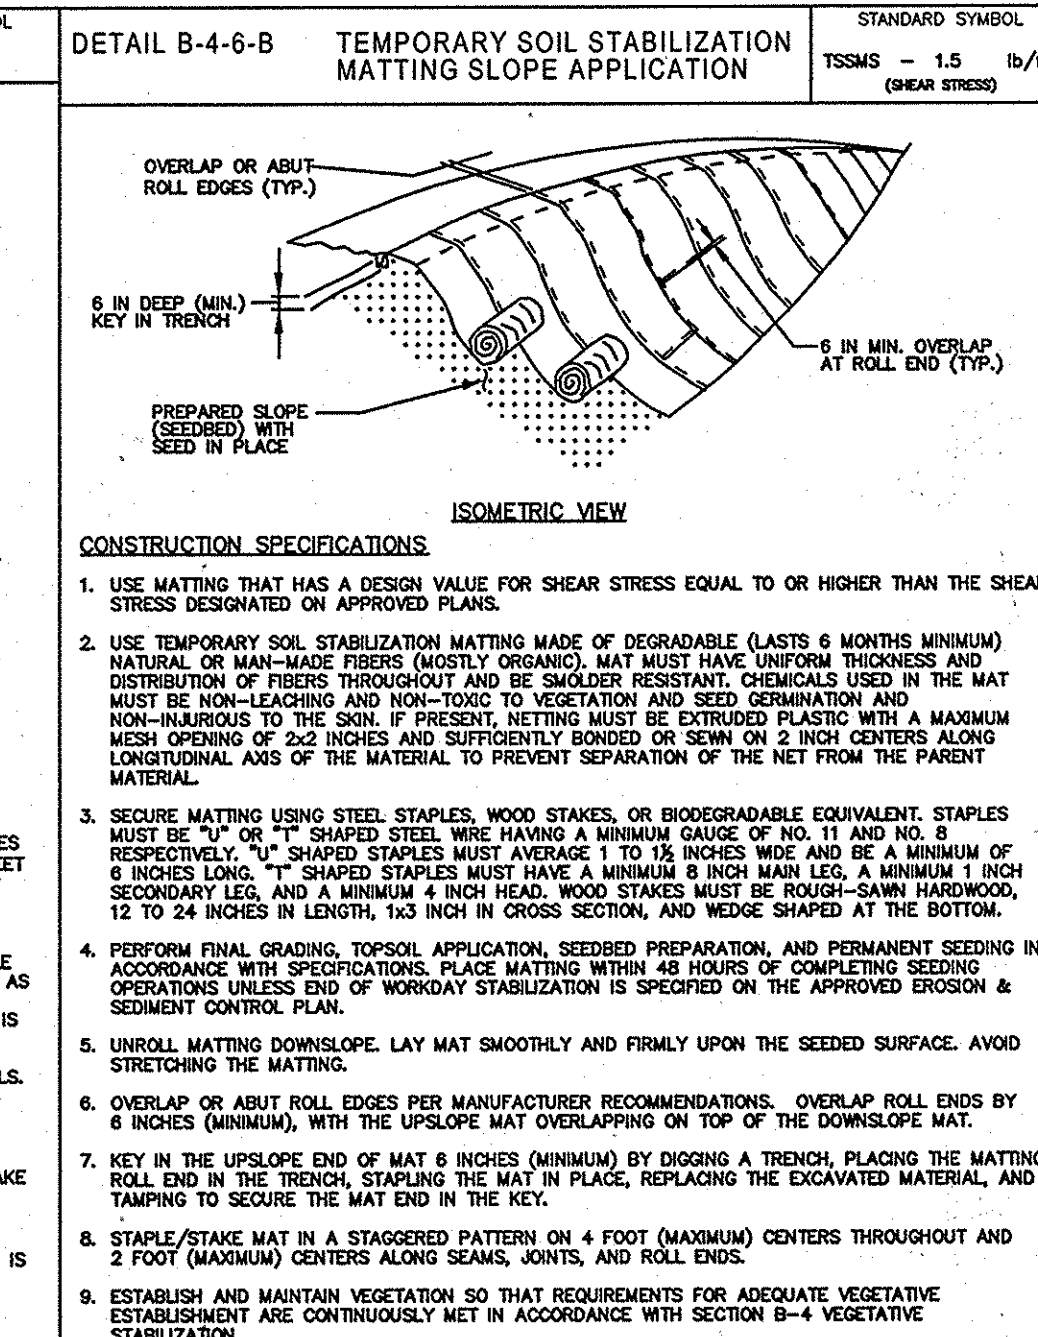 OL
DETAIL B-4-6-B
TEMPORARY SOIL STABILIZATION
MATTING SLOPE APPLICATION
STANDARD SYMBOL
TSSMS - 1.5 lb/
(SHEAR STRESS)
OVERLAP OR ABUT
ROLL EDGES (TYP.)
6 IN DEEP (MIN.)
KEY IN TRENCH
6 IN MIN. OVERLAP
AT ROLL END (TYP.)
PREPARED SLOPE
(SEEDBED) WITH
SEED IN PLACE
ISOMETRIC VIEW
CONSTRUCTION SPECIFICATIONS
1. USE MATTING THAT HAS A DESIGN VALUE FOR SHEAR STRESS EQUAL TO OR HIGHER THAN THE SHEAR
STRESS DESIGNATED ON APPROVED PLANS.
2. USE TEMPORARY SOIL STABILIZATION MATTING MADE OF DEGRADABLE (LASTS 6 MONTHS MINIMUM)
NATURAL OR MAN-MADE FIBERS (MOSTLY ORGANIC). MAT MUST HAVE UNIFORM THICKNESS AND
DISTRIBUTION OF FIBERS THROUGHOUT AND BE SMOLDER RESISTANT. CHEMICALS USED IN THE MAT
MUST BE NON-LEACHING AND NON-TOXIC TO VEGETATION AND SEED GERMINATION AND
NON-INJURIOUS TO THE SKIN. IF PRESENT, NETTING MUST BE EXTRUDED PLASTIC WITH A MAXIMUM
MESH OPENING OF 2x2 INCHES AND SUFFICIENTLY BONDED OR SEWN ON 2 INCH CENTERS ALONG
LONGITUDINAL AXIS OF THE MATERIAL TO PREVENT SEPARATION OF THE NET FROM THE PARENT
MATERIAL.
3. SECURE MATTING USING STEEL STAPLES, WOOD STAKES, OR BIODEGRADABLE EQUIVALENT. STAPLES
MUST BE "U" OR "T" SHAPED STEEL WIRE HAVING A MINIMUM GAUGE OF NO. 11 AND NO. 8
RESPECTIVELY. "U" SHAPED STAPLES MUST AVERAGE 1 TO 1½ INCHES WIDE AND BE A MINIMUM OF
6 INCHES LONG. "T" SHAPED STAPLES MUST HAVE A MINIMUM 8 INCH MAIN LEG, A MINIMUM 1 INCH
SECONDARY LEG, AND A MINIMUM 4 INCH HEAD. WOOD STAKES MUST BE ROUGH-SAWN HARDWOOD,
12 TO 24 INCHES IN LENGTH, 1x3 INCH IN CROSS SECTION, AND WEDGE SHAPED AT THE BOTTOM.
4. PERFORM FINAL GRADING, TOPSOIL APPLICATION, SEEDBED PREPARATION, AND PERMANENT SEEDING IN
ACCORDANCE WITH SPECIFICATIONS. PLACE MATTING WITHIN 48 HOURS OF COMPLETING SEEDING
OPERATIONS UNLESS END OF WORKDAY STABILIZATION IS SPECIFIED ON THE APPROVED EROSION &
SEDIMENT CONTROL PLAN.
5. UNROLL MATTING DOWNSLOPE. LAY MAT SMOOTHLY AND FIRMLY UPON THE SEEDED SURFACE. AVOID
STRETCHING THE MATTING.
6. OVERLAP OR ABUT ROLL EDGES PER MANUFACTURER RECOMMENDATIONS. OVERLAP ROLL ENDS BY
6 INCHES (MINIMUM), WITH THE UPSLOPE MAT OVERLAPPING ON TOP OF THE DOWNSLOPE MAT.
7. KEY IN THE UPSLOPE END OF MAT 6 INCHES (MINIMUM) BY DIGGING A TRENCH, PLACING THE MATTING
ROLL END IN THE TRENCH, STAPLING THE MAT IN PLACE, REPLACING THE EXCAVATED MATERIAL, AND
TAMPING TO SECURE THE MAT END IN THE KEY.
8. STAPLE/STAKE MAT IN A STAGGERED PATTERN ON 4 FOOT (MAXIMUM) CENTERS THROUGHOUT AND
2 FOOT (MAXIMUM) CENTERS ALONG SEAMS, JOINTS, AND ROLL ENDS.
9. ESTABLISH AND MAINTAIN VEGETATION SO THAT REQUIREMENTS FOR ADEQUATE VEGETATIVE
ESTABLISHMENT ARE CONTINUOUSLY MET IN ACCORDANCE WITH SECTION B-4 VEGETATIVE
STABILIZATION
ES
EET
E
AS
IS
LS.
AKE
IS